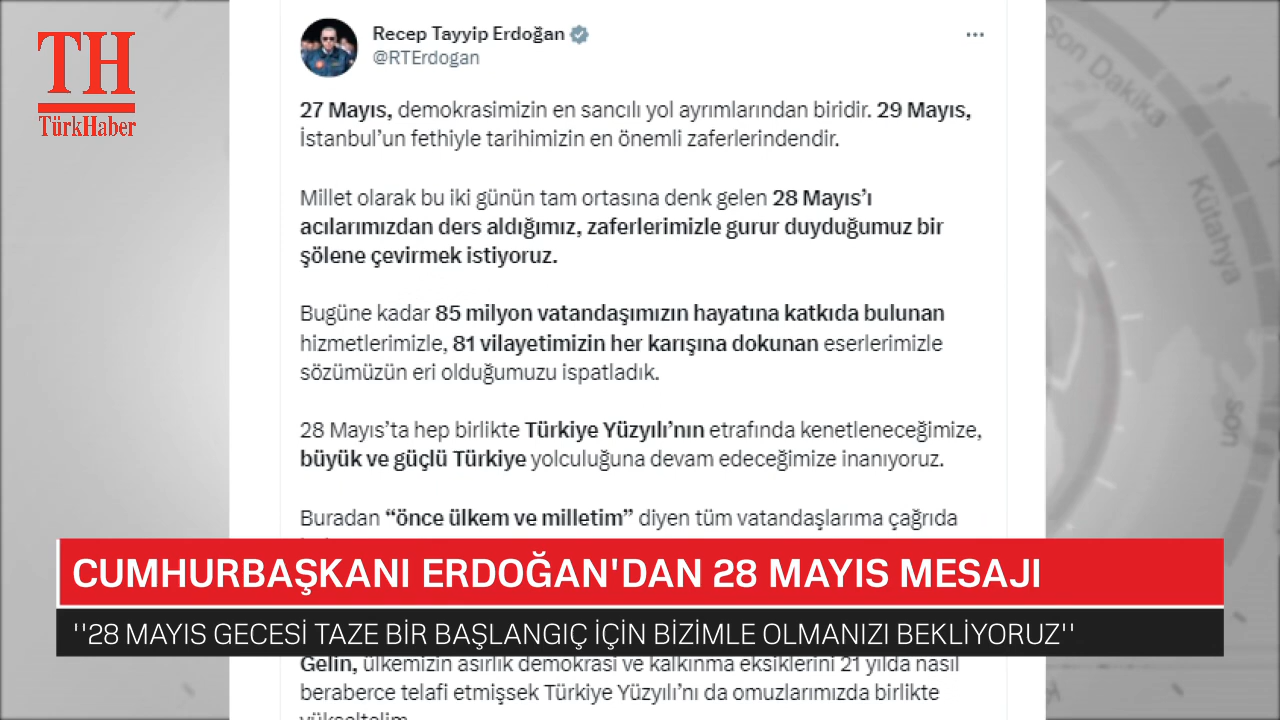 TH
TürkHaber
Recep Tayyip Erdoğan
@RTErdogan
27 Mayıs, demokrasimizin en sancılı yol ayrımlarından biridir. 29 Mayıs,
İstanbul’un fethiyle tarihimizin en önemli zaferlerindendir.
Millet olarak bu iki günün tam ortasına denk gelen 28 Mayıs’ı
acılarımızdan ders aldığımız, zaferlerimizle gurur duyduğumuz bir
şölene çevirmek istiyoruz.
Bugüne kadar 85 milyon vatandaşımızın hayatına katkıda bulunan
hizmetlerimizle, 81 vilayetimizin her karışına dokunan eserlerimizle
sözümüzün eri olduğumuzu ispatladık.
28 Mayıs’ta hep birlikte Türkiye Yüzyılı’nın etrafında kenetleneceğimize,
büyük ve güçlü Türkiye yolculuğuna devam edeceğimize inanıyoruz.
Buradan “önce ülkem ve milletim” diyen tüm vatandaşlarıma çağrıda
CUMHURBAŞKANI ERDOĞAN'DAN 28 MAYIS MESAJI
''28 MAYIS GECESİ TAZE BİR BAŞLANGIÇ İÇİN BİZİMLE OLMANIZI BEKLİYORUZ''
Gelin, ülkemizin asırlık demokrasi ve kalkınma eksiklerini 21 yılda nasıl
beraberce telafi etmişsek Türkiye Yüzyılı’nı da omuzlarımızda birlikte
Son Dakika
Kütahya
Son